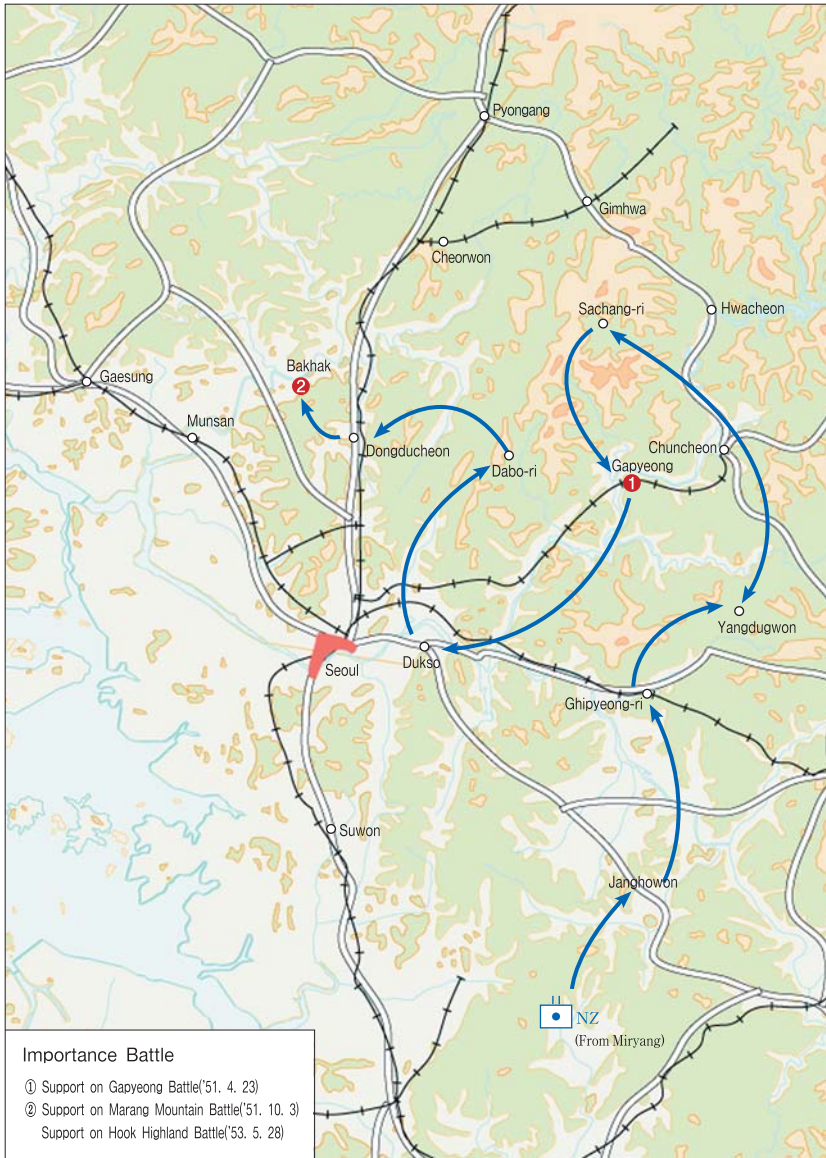 Pyongang
Gimhwa
Cheorwon
Sachang-ri
Hwacheon
Bakhak
2
Gaesung
Munsan
Dongducheon
Dabo-ri
Chuncheon
Gapyeong
1
Yangdugwon
Seoul
Dukso
Ghipyeong-ri
Suwon
Janghowon
NZ
(From Miryang)
Importance Battle
① Support on Gapyeong Battle('51. 4. 23)
② Support on Marang Mountain Battle('51. 10. 3)
Support on Hook Highland Battle('53. 5. 28)